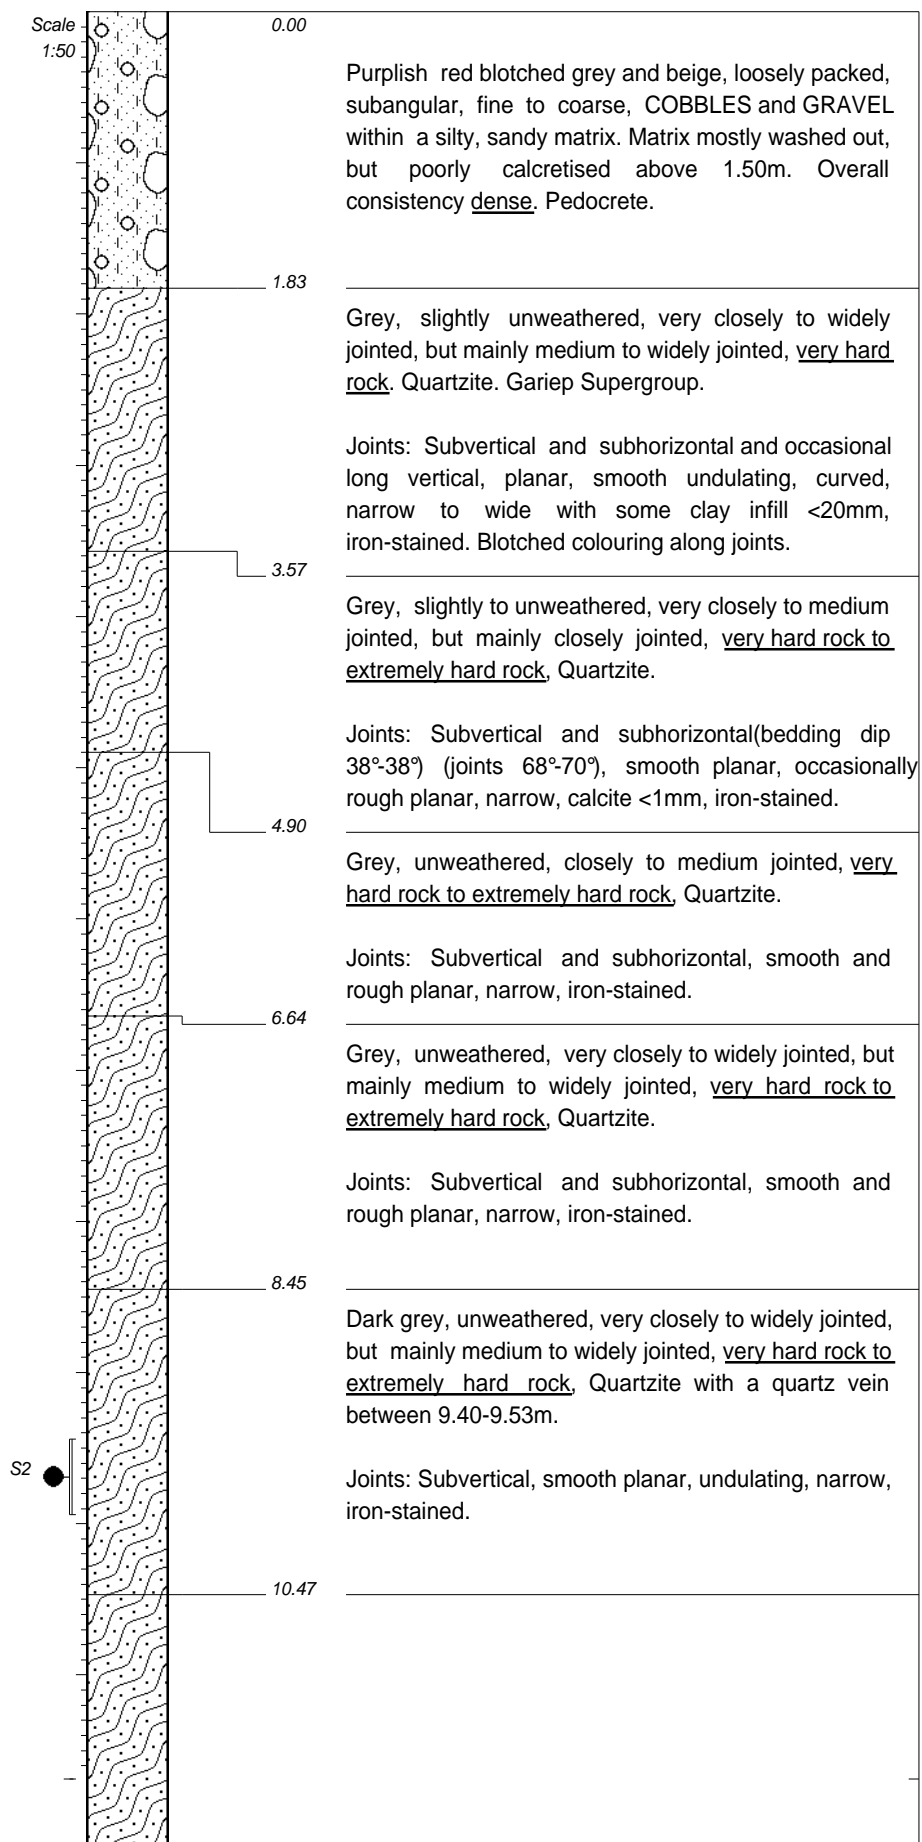 Scale
1:50
0.00
Purplish red blotched grey and beige, loosely packed,
subangular, fine to coarse, COBBLES and GRAVEL
within a silty, sandy matrix. Matrix mostly washed out,
but poorly calcretised above 1.50m. Overall
consistency dense. Pedocrete.
1.83
Grey, slightly unweathered, very closely to widely
jointed, but mainly medium to widely jointed, very hard
rock. Quartzite. Gariep Supergroup.
Joints: Subvertical and subhorizontal and occasional
long vertical, planar, smooth undulating, curved,
narrow to wide with some clay infill <20mm,
iron-stained. Blotched colouring along joints.
3.57
Grey, slightly to unweathered, very closely to medium
jointed, but mainly closely jointed, very hard rock to
extremely hard rock, Quartzite.
Joints: Subvertical and subhorizontal(bedding dip
38°-38°) (joints 68°-70°), smooth planar, occasionally
rough planar, narrow, calcite <1mm, iron-stained.
4.90
Grey, unweathered, closely to medium jointed, very
hard rock to extremely hard rock, Quartzite.
Joints: Subvertical and subhorizontal, smooth and
rough planar, narrow, iron-stained.
6.64
Grey, unweathered, very closely to widely jointed, but
mainly medium to widely jointed, very hard rock to
extremely hard rock, Quartzite.
Joints: Subvertical and subhorizontal, smooth and
rough planar, narrow, iron-stained.
8.45
Dark grey, unweathered, very closely to widely jointed,
but mainly medium to widely jointed, very hard rock to
extremely hard rock, Quartzite with a quartz vein
between 9.40-9.53m.
S2
Joints: Subvertical, smooth planar, undulating, narrow,
iron-stained.
10.47